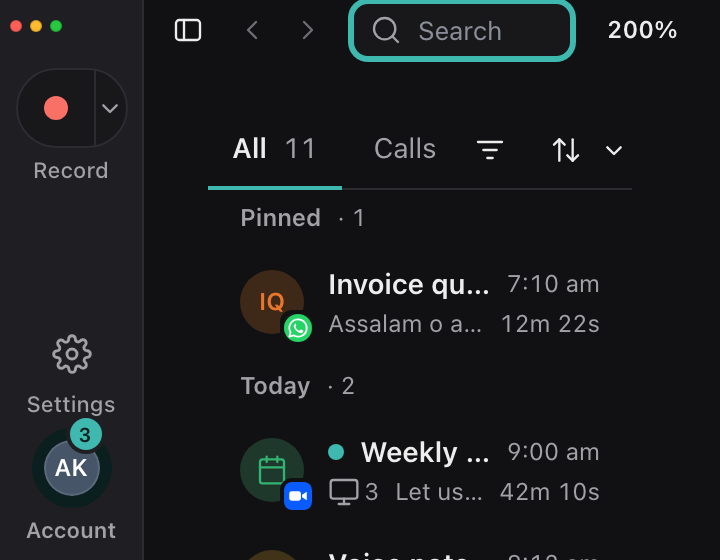 Search
200%
Record
All 11
Calls
Pinned · 1
IQ
Invoice qu...
7:10 am
Assalam o a...
12m 22s
Today · 2
Weekly ...
9:00 am
3 Let us...
42m 10s
Settings
3
AK
Account